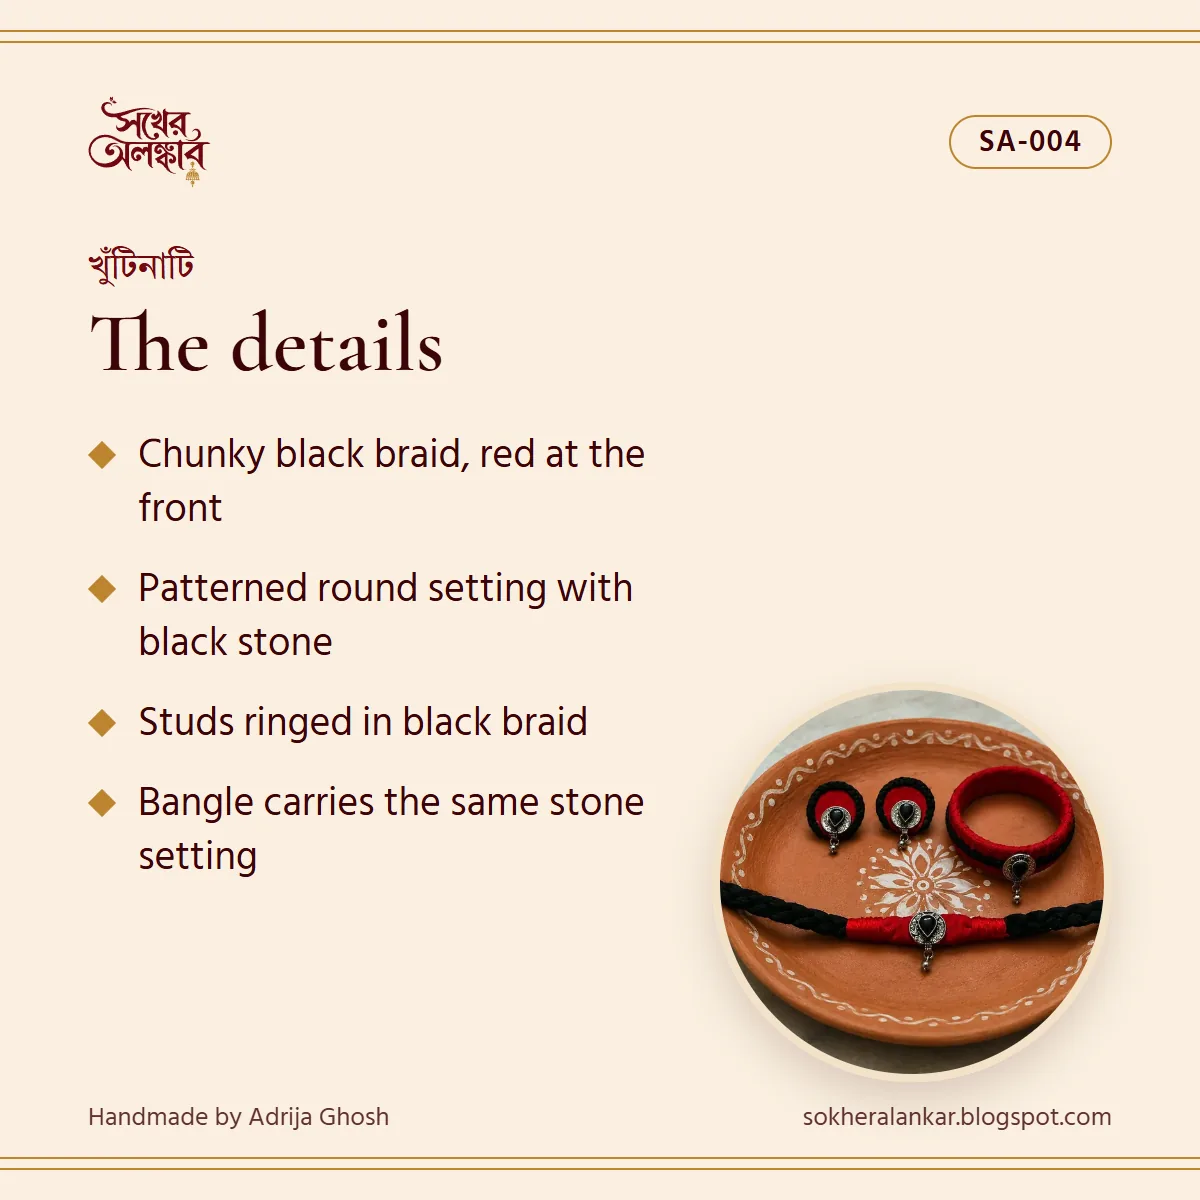 সখের
অলঙ্কার
SA-004
খুঁটিনাটি
The details
Chunky black braid, red at the
front
Patterned round setting with
black stone
Studs ringed in black braid
Bangle carries the same stone
setting
Handmade by Adrija Ghosh
sokheralankar.blogspot.com